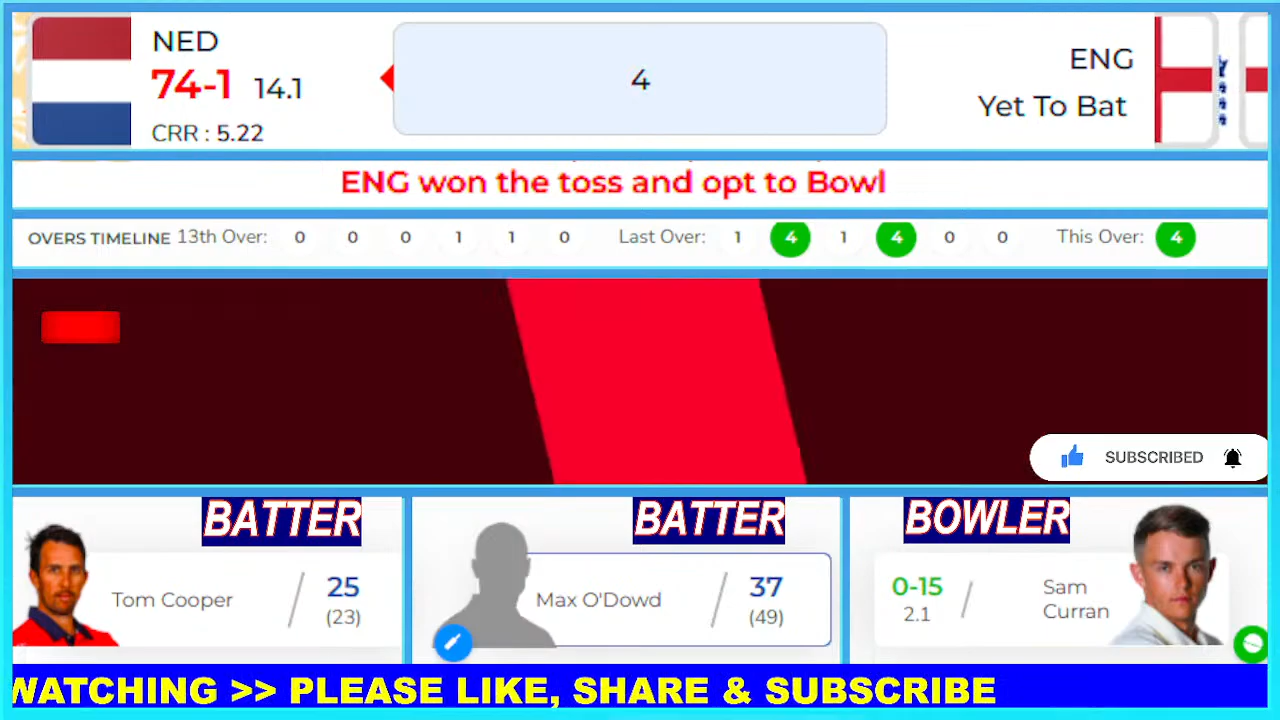 NED
74-1 14.1
CRR : 5.22
4
ENG
Yet To Bat
ENG won the toss and opt to Bowl
OVERS TIMELINE 13th Over: 0 0 0 1 1 0 Last Over: 1 4 1 4 0 0 This Over: 4
SUBSCRIBED
BATTER
Tom Cooper 25
(23)
BATTER
Max O'Dowd 37
(49)
BOWLER
0-15
2.1
Sam
Curran
WATCHING >> PLEASE LIKE, SHARE & SUBSCRIBE